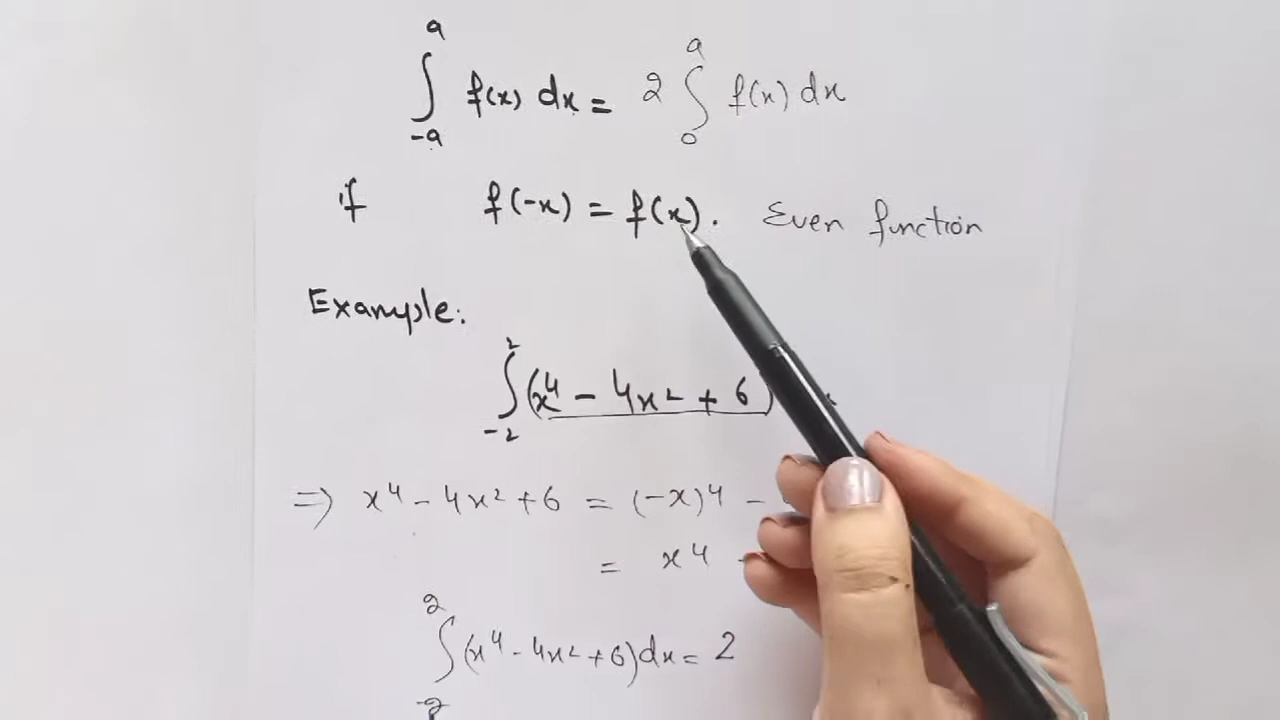 ∫_{-a}^{a} f(x) dx = 2 ∫_{0}^{a} f(x) dx
if f(-x) = f(x). Even function
Example:
∫_{-2}^{2} (x⁴ - 4x² + 6)
⇒ x⁴ - 4x² + 6 = (-x)⁴ -
= x⁴ -
∫_{-2}^{2} (x⁴ - 4x² + 6) dx = 2